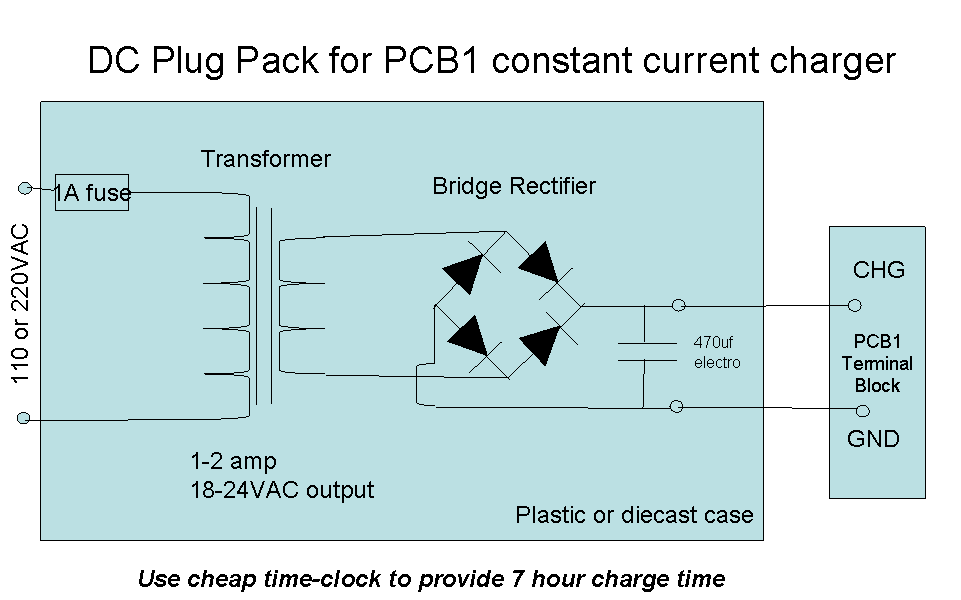 DC Plug Pack for PCB1 constant current charger
Transformer
Bridge Rectifier
1A fuse
110 or 220VAC
CHG
470uf
electro
PCB1
Terminal
Block
GND
1-2 amp
18-24VAC output
Plastic or diecast case
Use cheap time-clock to provide 7 hour charge time